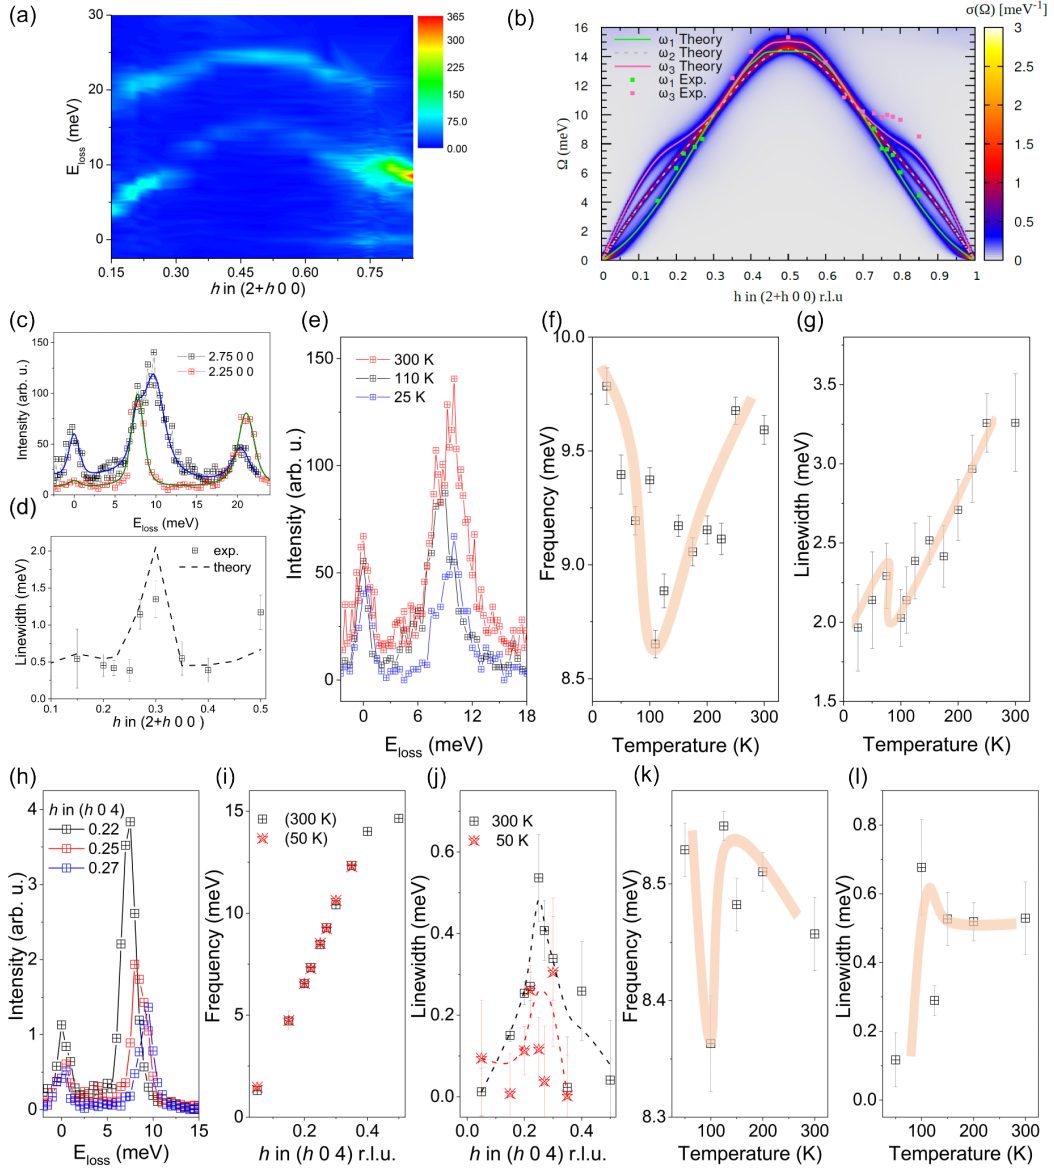 (a)
30
20
10
0
E_loss (meV)
0.15
0.30
0.45
0.60
0.75
h in (2+h 0 0)
365
300
225
150
75.0
0.00
(b)
σ(Ω) [meV⁻¹]
16
14
12
10
8
6
4
2
0
Ω (meV)
ω₁ Theory
ω₂ Theory
ω₃ Theory
ω₁ Exp.
ω₃ Exp.
0
0.1
0.2
0.3
0.4
0.5
0.6
0.7
0.8
0.9
1
h in (2+h 0 0) r.l.u
3
2.5
2
1.5
1
0.5
0
(c)
150
100
50
0
Intensity (arb. u.)
2.75 0 0
2.25 0 0
0
5
10
15
20
E_loss (meV)
(d)
2.0
1.5
1.0
0.5
0.0
Linewidth (meV)
exp.
theory
0.1
0.2
0.3
0.4
0.5
h in (2+h 0 0 )
(e)
150
100
50
0
Intensity (arb. u.)
300 K
110 K
25 K
0
6
12
18
E_loss (meV)
(f)
10.0
9.5
9.0
8.5
Frequency (meV)
0
100
200
300
Temperature (K)
(g)
3.5
3.0
2.5
2.0
1.5
Linewidth (meV)
0
100
200
300
Temperature (K)
(h)
4
3
2
1
0
Intensity (arb. u.)
h in (h 0 4)
0.22
0.25
0.27
0
5
10
15
E_loss (meV)
(i)
15
10
5
0
Frequency (meV)
(300 K)
(50 K)
0.2
0.4
h in (h 0 4) r.l.u.
(j)
0.6
0.4
0.2
0.0
Linewidth (meV)
300 K
50 K
0.0
0.2
0.4
h in (h 0 4) r.l.u.
(k)
8.6
8.5
8.4
8.3
Frequency (meV)
100
200
300
Temperature (K)
(l)
0.9
0.6
0.3
0.0
Linewidth (meV)
100
200
300
Temperature (K)